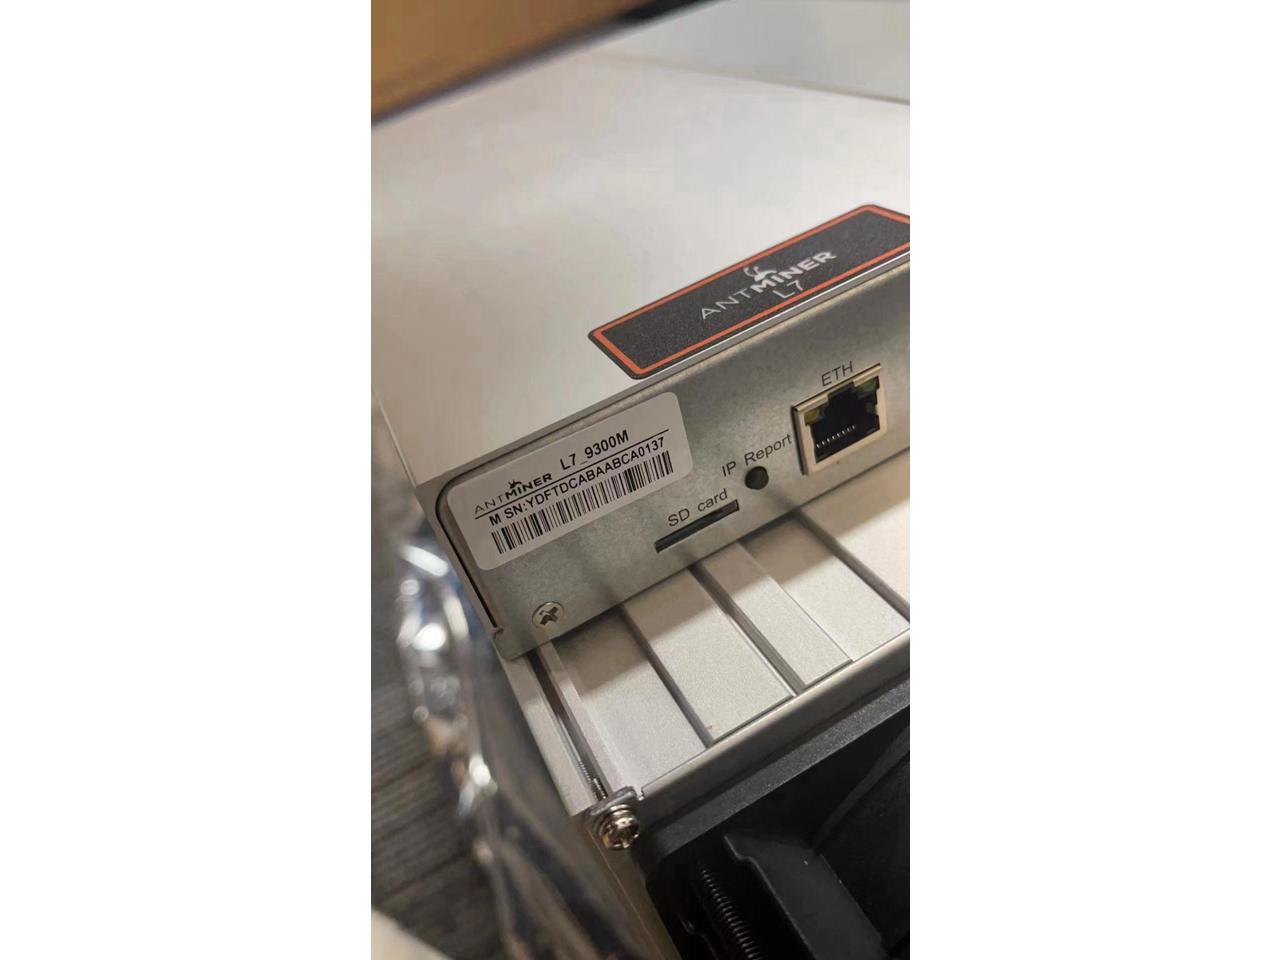 ANTMINER
L7
ETH
IP Report
SD card
ANTMINER L7_9300M
M SN:YDFTDCABAABCA0137